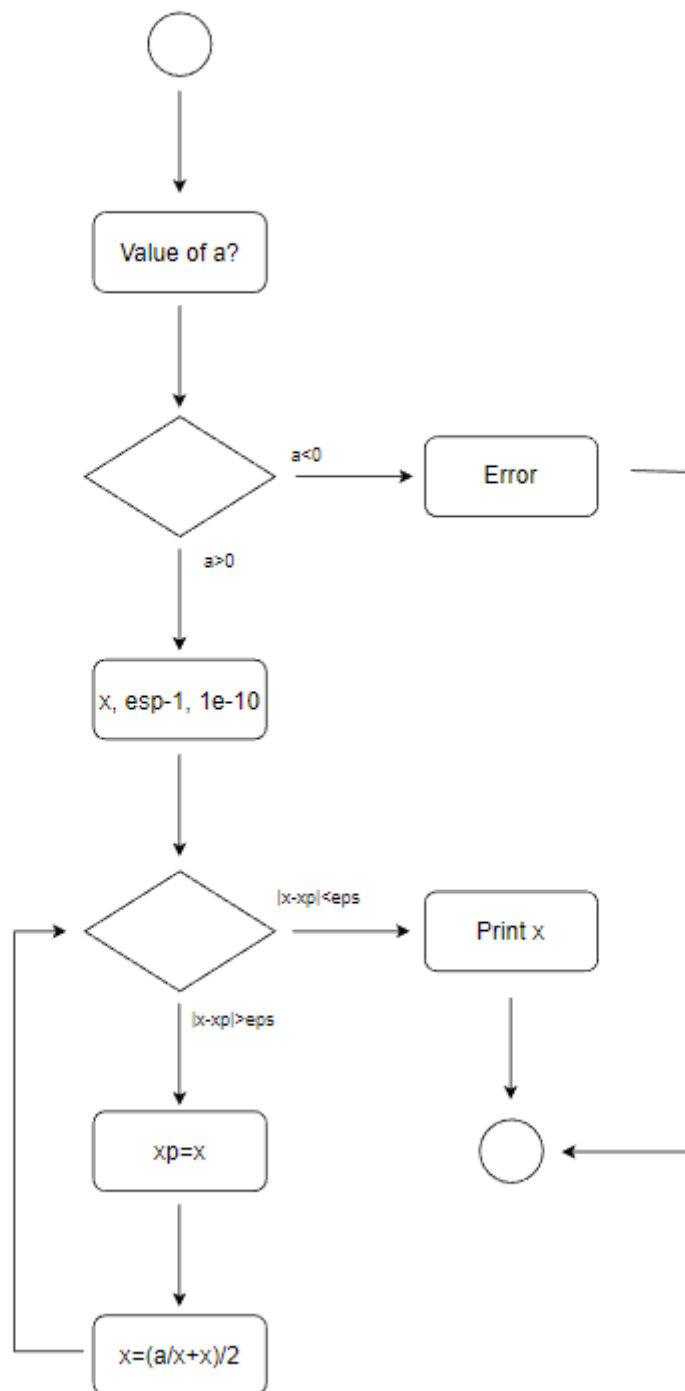 Value of a?
a<0
Error
a>0
x, esp-1, 1e-10
|x-xp|<eps
Print x
|x-xp|>eps
xp=x
x=(a/x+x)/2